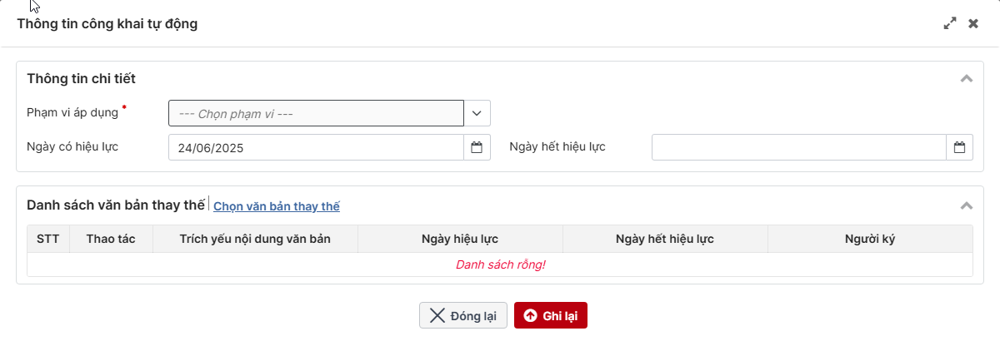 Thông tin công khai tự động
Thông tin chi tiết
Phạm vi áp dụng *
--- Chọn phạm vi ---
Ngày có hiệu lực 24/06/2025 Ngày hết hiệu lực
Danh sách văn bản thay thế Chọn văn bản thay thế
STT Thao tác Trích yếu nội dung văn bản Ngày hiệu lực Ngày hết hiệu lực Người ký
Danh sách rỗng!
Đóng lại Ghi lại